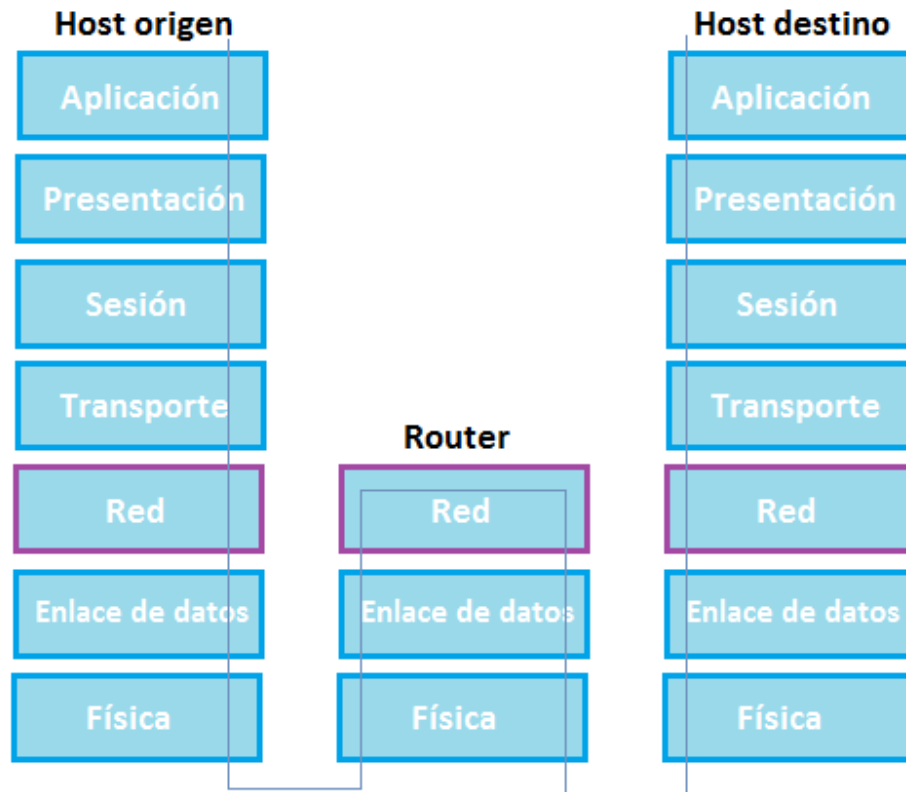 Host origen
Aplicación
Presentación
Sesión
Transporte
Red
Enlace de datos
Física
Router
Red
Enlace de datos
Física
Host destino
Aplicación
Presentación
Sesión
Transporte
Red
Enlace de datos
Física